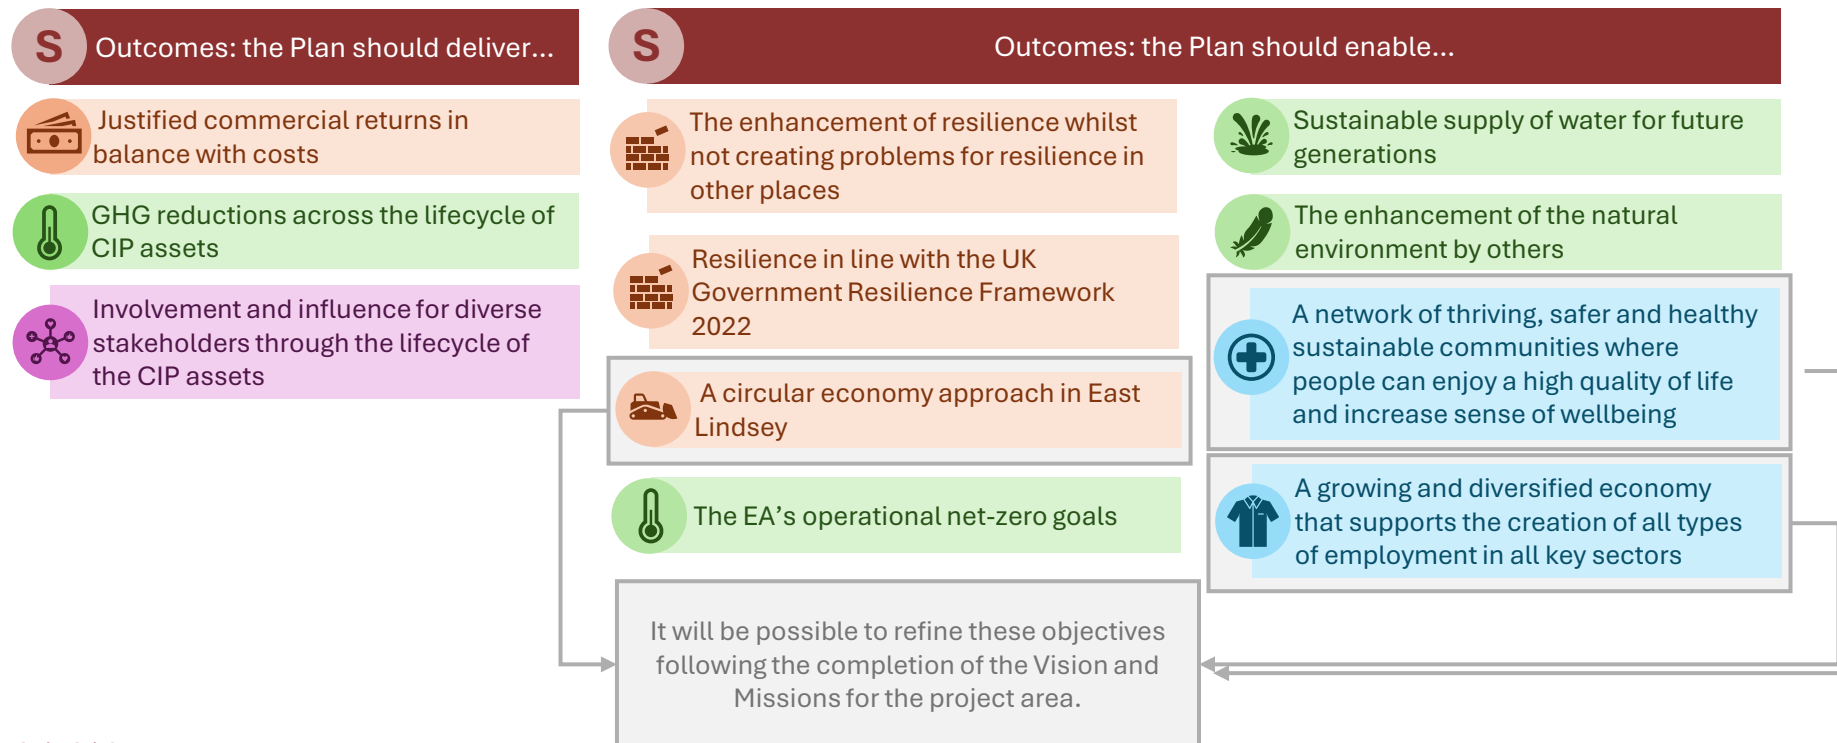 S
Outcomes: the Plan should deliver...
Justified commercial returns in
balance with costs
GHG reductions across the lifecycle of
CIP assets
Involvement and influence for diverse
stakeholders through the lifecycle of
the CIP assets
S
Outcomes: the Plan should enable...
The enhancement of resilience whilst
not creating problems for resilience in
other places
Resilience in line with the UK
Government Resilience Framework
2022
A circular economy approach in East
Lindsey
The EA's operational net-zero goals
Sustainable supply of water for future
generations
The enhancement of the natural
environment by others
A network of thriving, safer and healthy
sustainable communities where
people can enjoy a high quality of life
and increase sense of wellbeing
A growing and diversified economy
that supports the creation of all types
of employment in all key sectors
It will be possible to refine these objectives
following the completion of the Vision and
Missions for the project area.